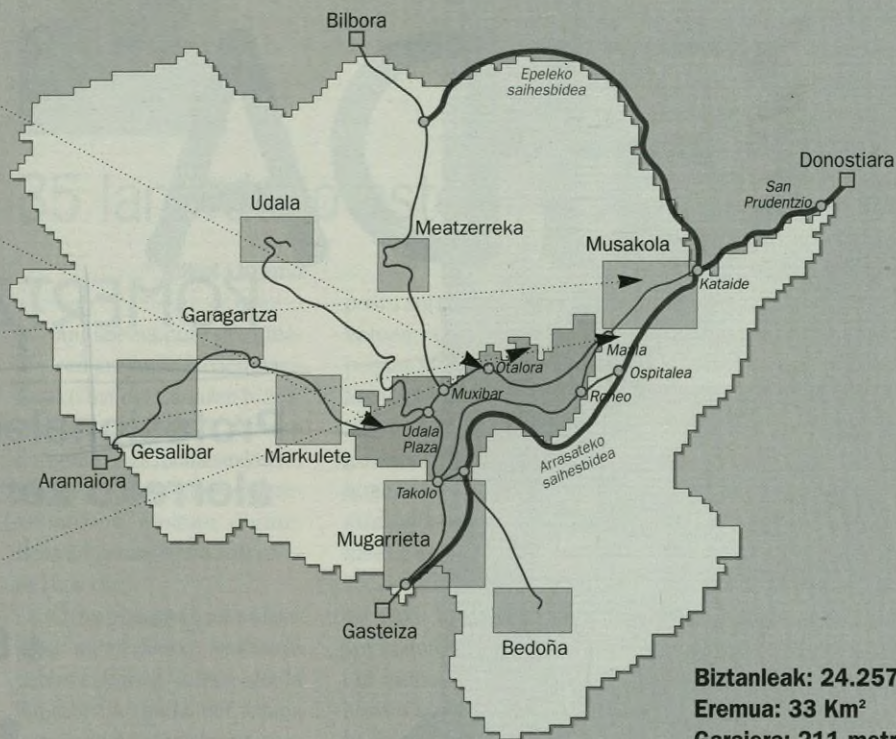 Bilbora
Epeleko
saihesbidea
Donostiara
San
Prudentzio
Udala
Meatzerreka
Musakola
Kataide
Garagartza
Otalora
Maala
Ospitalea
Muxibar
Roneo
Udala
Plaza
Gesalibar
Markulete
Aramaiora
Arrasateko
saihesbidea
Takolo
Mugarrieta
Gasteiza
Bedoña
Biztanleak: 24.257
Eremua: 33 Km²